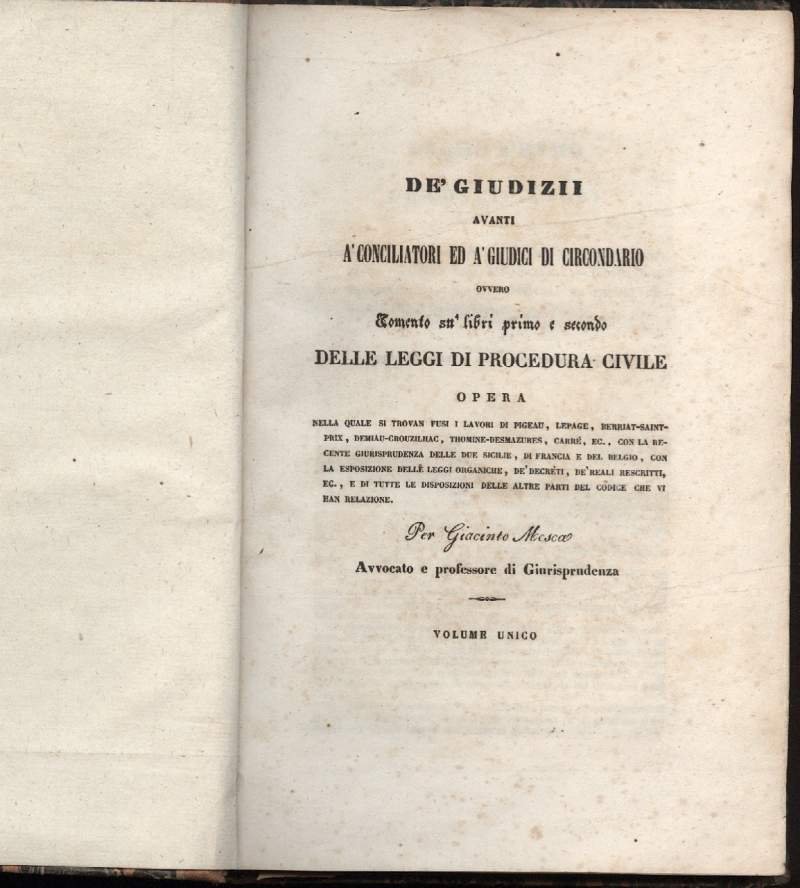 DE' GIUDIZII
AVANTI
A' CONCILIATORI ED A' GIUDICI DI CIRCONDARIO
OVVERO
Comento su' libri primo e secondo
DELLE LEGGI DI PROCEDURA CIVILE
OPERA
NELLA QUALE SI TROVAN FUSI I LAVORI DI PIGEAU, LEPAGE, BERRIAT-SAINT-
PRIX, DEMIAU-CROUZILHAC, THOMINE-DESMAZURES, CARRÉ, EC., CON LA RE-
CENTE GIURISPRUDENZA DELLE DUE SICILIE, DI FRANCIA E DEL BELGIO, CON
LA ESPOSIZIONE DELLE LEGGI ORGANICHE, DE' DECRETI, DE' REALI RESCRITTI,
EC., E DI TUTTE LE DISPOSIZIONI DELLE ALTRE PARTI DEL CODICE CHE VI
HAN RELAZIONE.
Per Giacinto Mesca
Avvocato e professore di Giurisprudenza
VOLUME UNICO